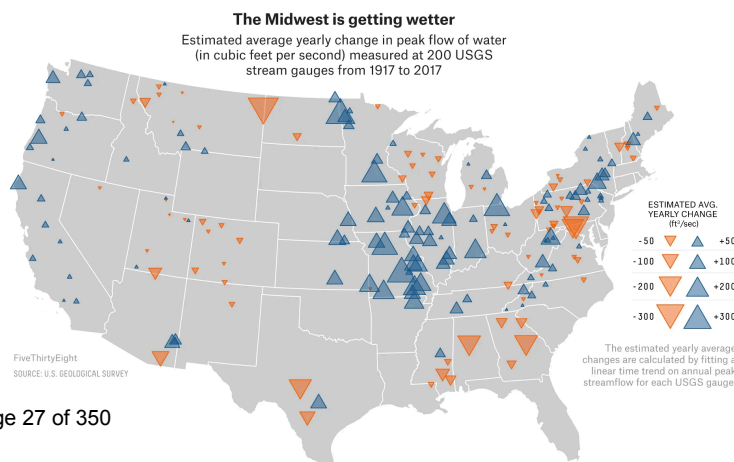 The Midwest is getting wetter
Estimated average yearly change in peak flow of water
(in cubic feet per second) measured at 200 USGS
stream gauges from 1917 to 2017
ESTIMATED AVG.
YEARLY CHANGE
(ft³/sec)
-50 +50
-100 +100
-200 +200
-300 +300
The estimated yearly average
changes are calculated by fitting a
linear time trend on annual peak
streamflow for each USGS gauge
FiveThirtyEight
SOURCE: U.S. GEOLOGICAL SURVEY
ge 27 of 350